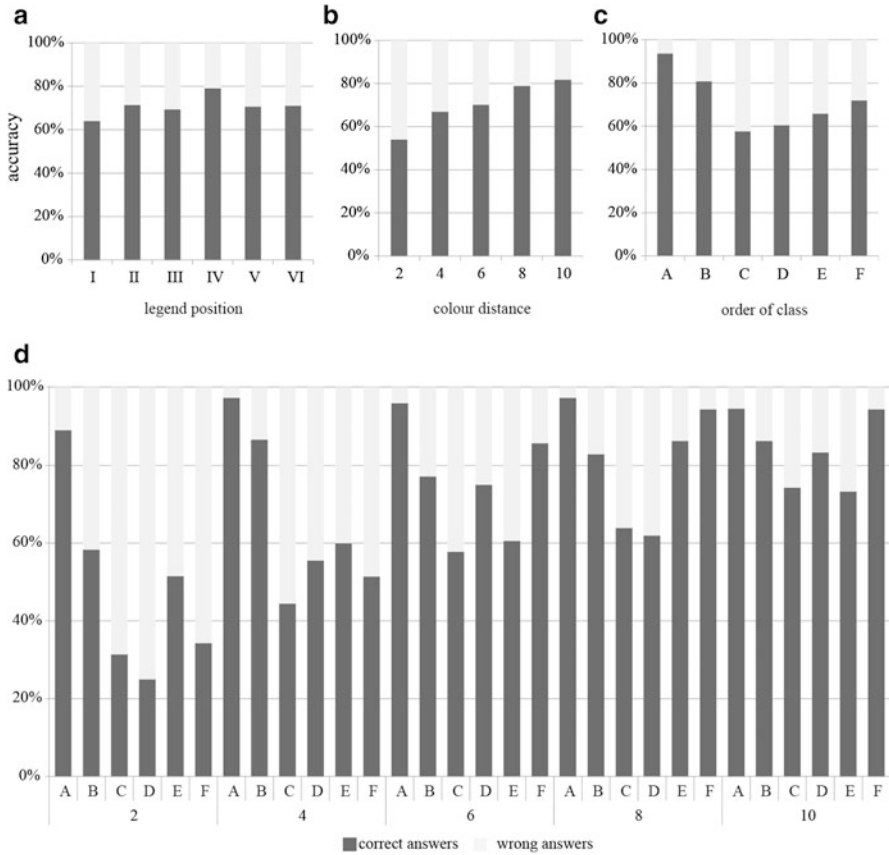 a
100%
80%
60%
40%
20%
0%
accuracy
I II III IV V VI
legend position
b
100%
80%
60%
40%
20%
0%
2 4 6 8 10
colour distance
c
100%
80%
60%
40%
20%
0%
A B C D E F
order of class
d
100%
80%
60%
40%
20%
0%
A B C D E F A B C D E F A B C D E F A B C D E F A B C D E F
2 4 6 8 10
correct answers wrong answers